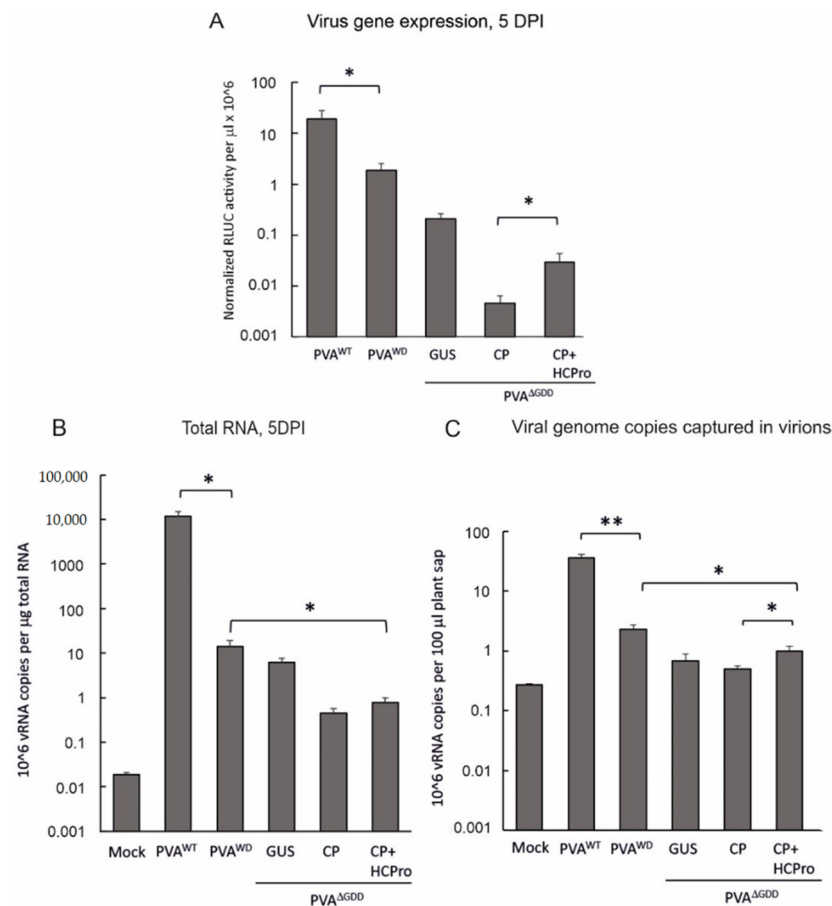 A Virus gene expression, 5 DPI
Normalized RLUC activity per µl x 10^6
100
10
1
0.1
0.01
0.001
*
*
PVAWT PVAWD GUS CP CP+
HCPro
PVAΔGDD
B Total RNA, 5DPI
10^6 vRNA copies per µg total RNA
100,000
10,000
1000
100
10
1
0.1
0.01
0.001
*
*
Mock PVAWT PVAWD GUS CP CP+
HCPro
PVAΔGDD
C Viral genome copies captured in virions
10^6 vRNA copies per 100 µl plant sap
100
10
1
0.1
0.01
0.001
**
*
*
Mock PVAWT PVAWD GUS CP CP+
HCPro
PVAΔGDD